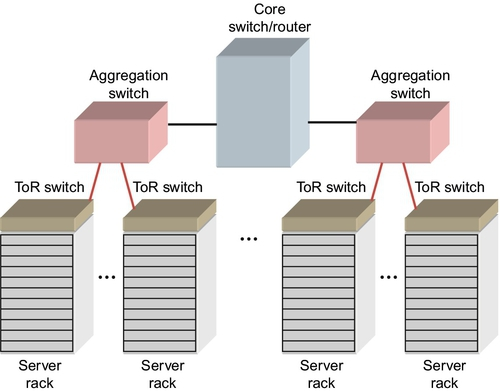 Core
switch/router
Aggregation
switch
Aggregation
switch
ToR switch
ToR switch
ToR switch
ToR switch
...
...
...
Server
rack
Server
rack
Server
rack
Server
rack